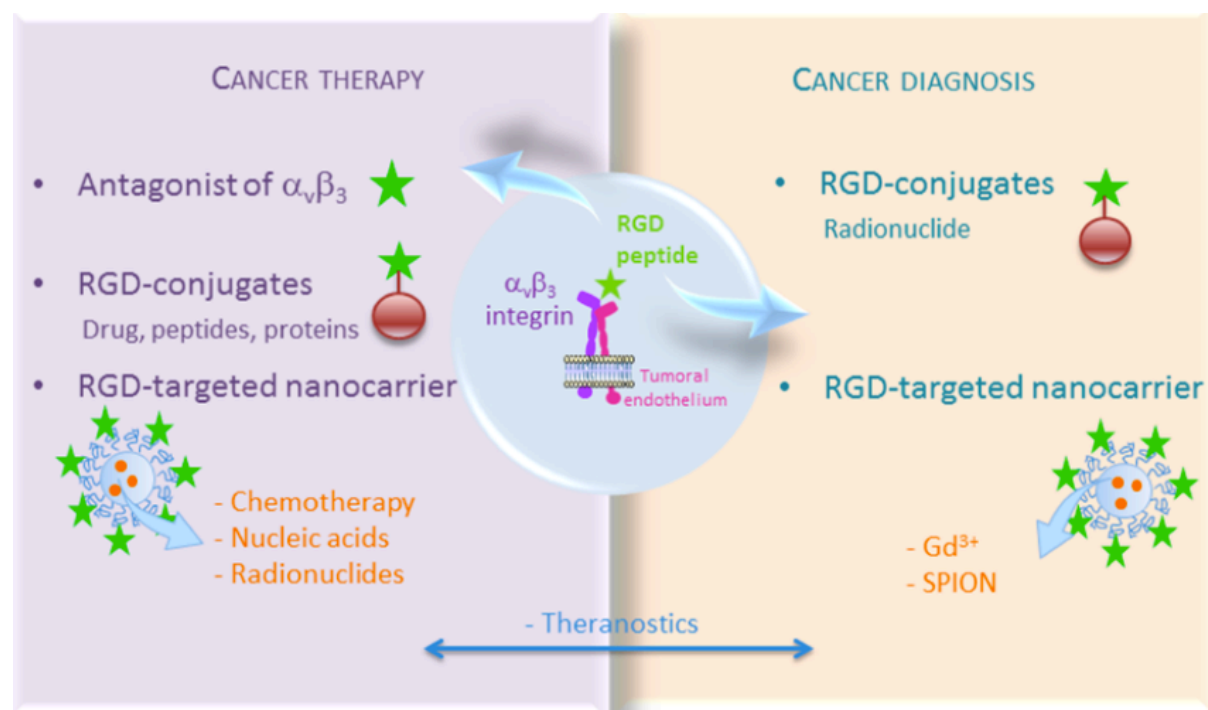 CANCER THERAPY
• Antagonist of αᵥβ₃
• RGD-conjugates
Drug, peptides, proteins
• RGD-targeted nanocarrier
- Chemotherapy
- Nucleic acids
- Radionuclides
RGD
peptide
αᵥβ₃
integrin
Tumoral
endothelium
CANCER DIAGNOSIS
• RGD-conjugates
Radionuclide
• RGD-targeted nanocarrier
- Gd³⁺
- SPION
- Theranostics